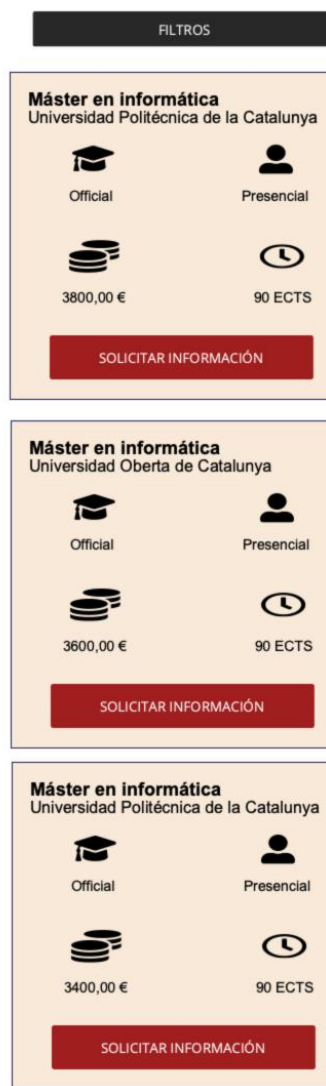 FILTROS
Máster en informática
Universidad Politécnica de la Catalunya
Official
Presencial
3800,00 €
90 ECTS
SOLICITAR INFORMACIÓN
Máster en informática
Universidad Oberta de Catalunya
Official
Presencial
3600,00 €
90 ECTS
SOLICITAR INFORMACIÓN
Máster en informática
Universidad Politécnica de la Catalunya
Official
Presencial
3400,00 €
90 ECTS
SOLICITAR INFORMACIÓN